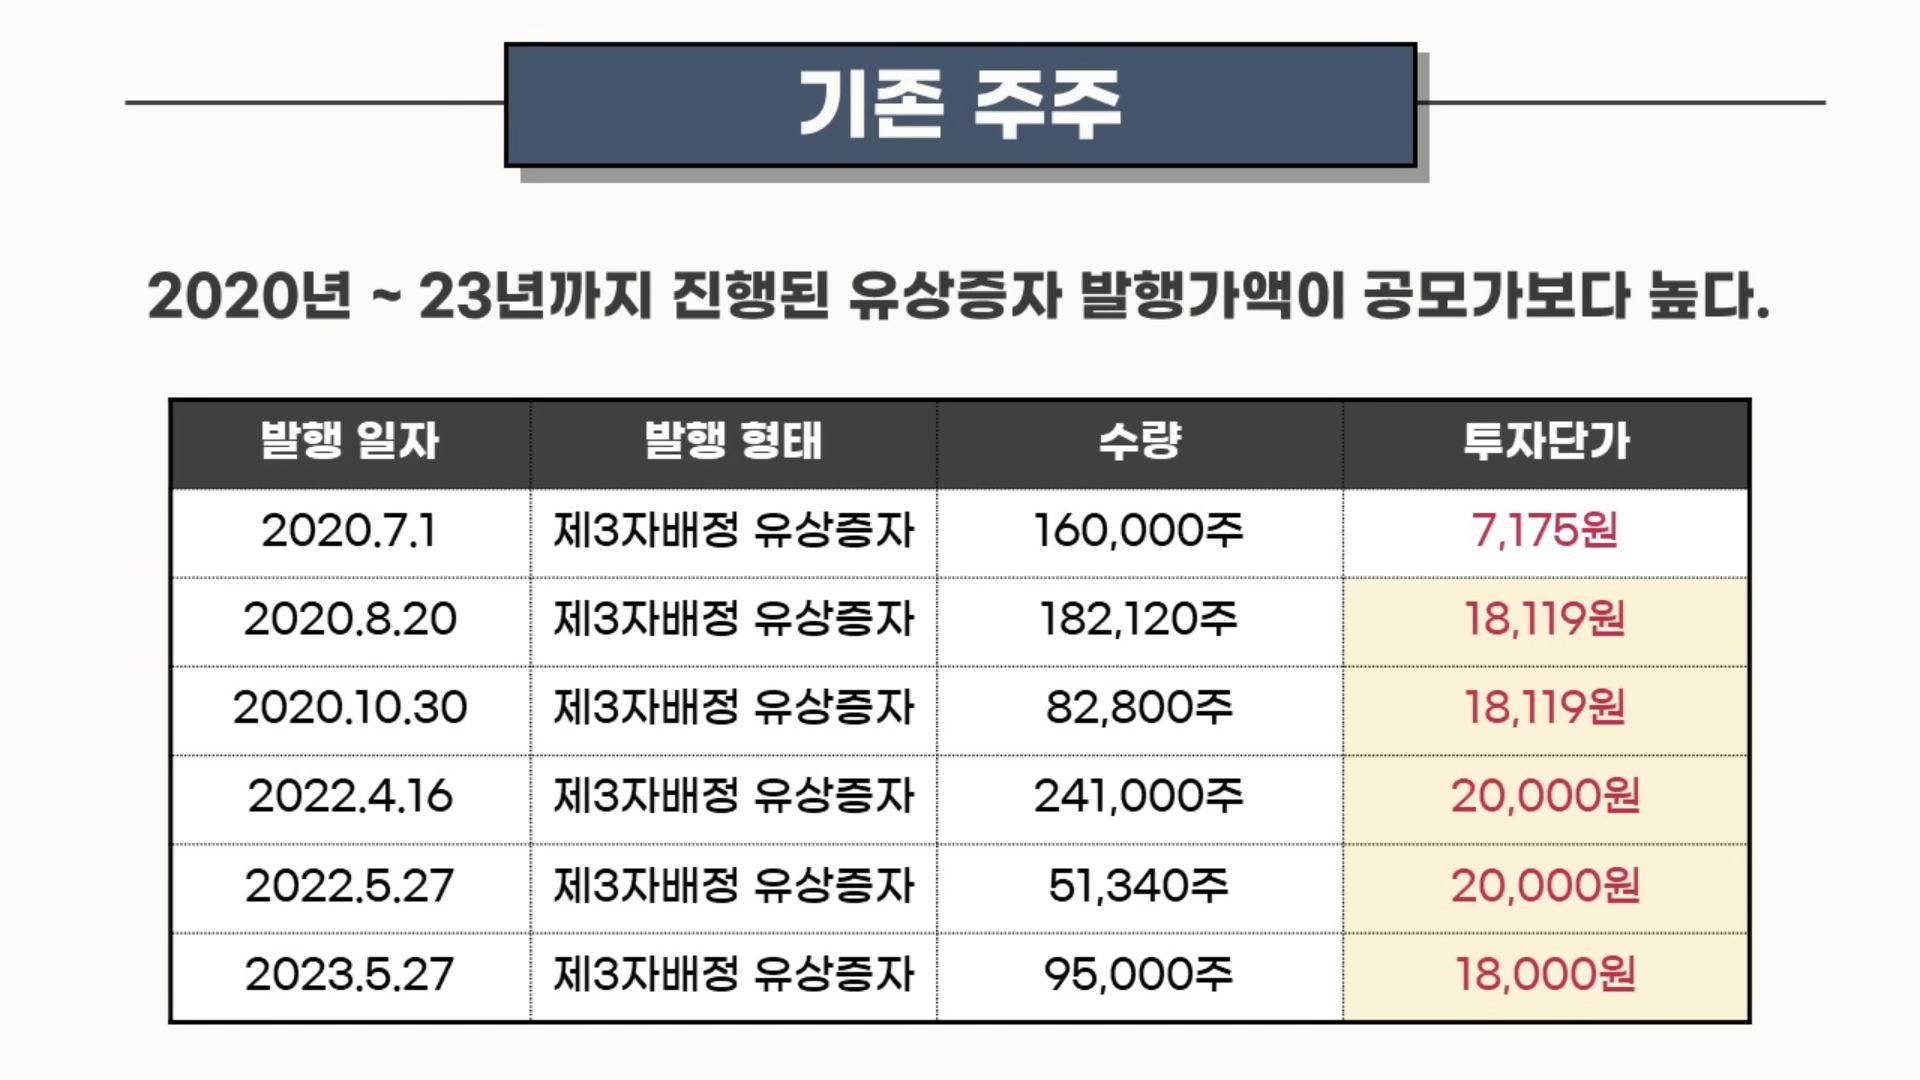 기존 주주
2020년 ~ 23년까지 진행된 유상증자 발행가액이 공모가보다 높다.
발행 일자 발행 형태 수량 투자단가
2020.7.1 제3자배정 유상증자 160,000주 7,175원
2020.8.20 제3자배정 유상증자 182,120주 18,119원
2020.10.30 제3자배정 유상증자 82,800주 18,119원
2022.4.16 제3자배정 유상증자 241,000주 20,000원
2022.5.27 제3자배정 유상증자 51,340주 20,000원
2023.5.27 제3자배정 유상증자 95,000주 18,000원